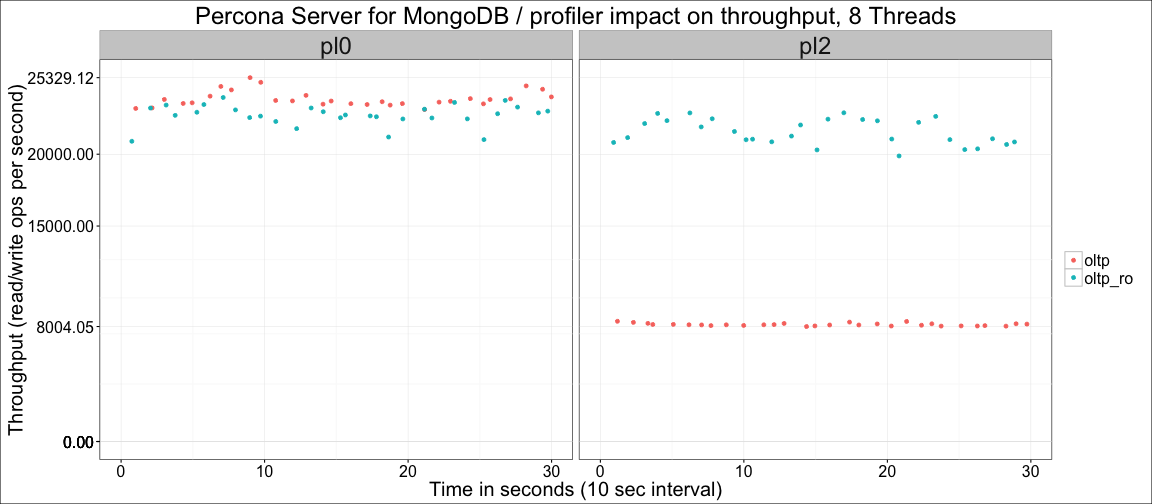 Percona Server for MongoDB / profiler impact on throughput, 8 Threads
pl0
pl2
Throughput (read/write ops per second)
25329.12
20000.00
15000.00
8004.05
0.00
0 10 20 30
0 10 20 30
Time in seconds (10 sec interval)
oltp
oltp_ro